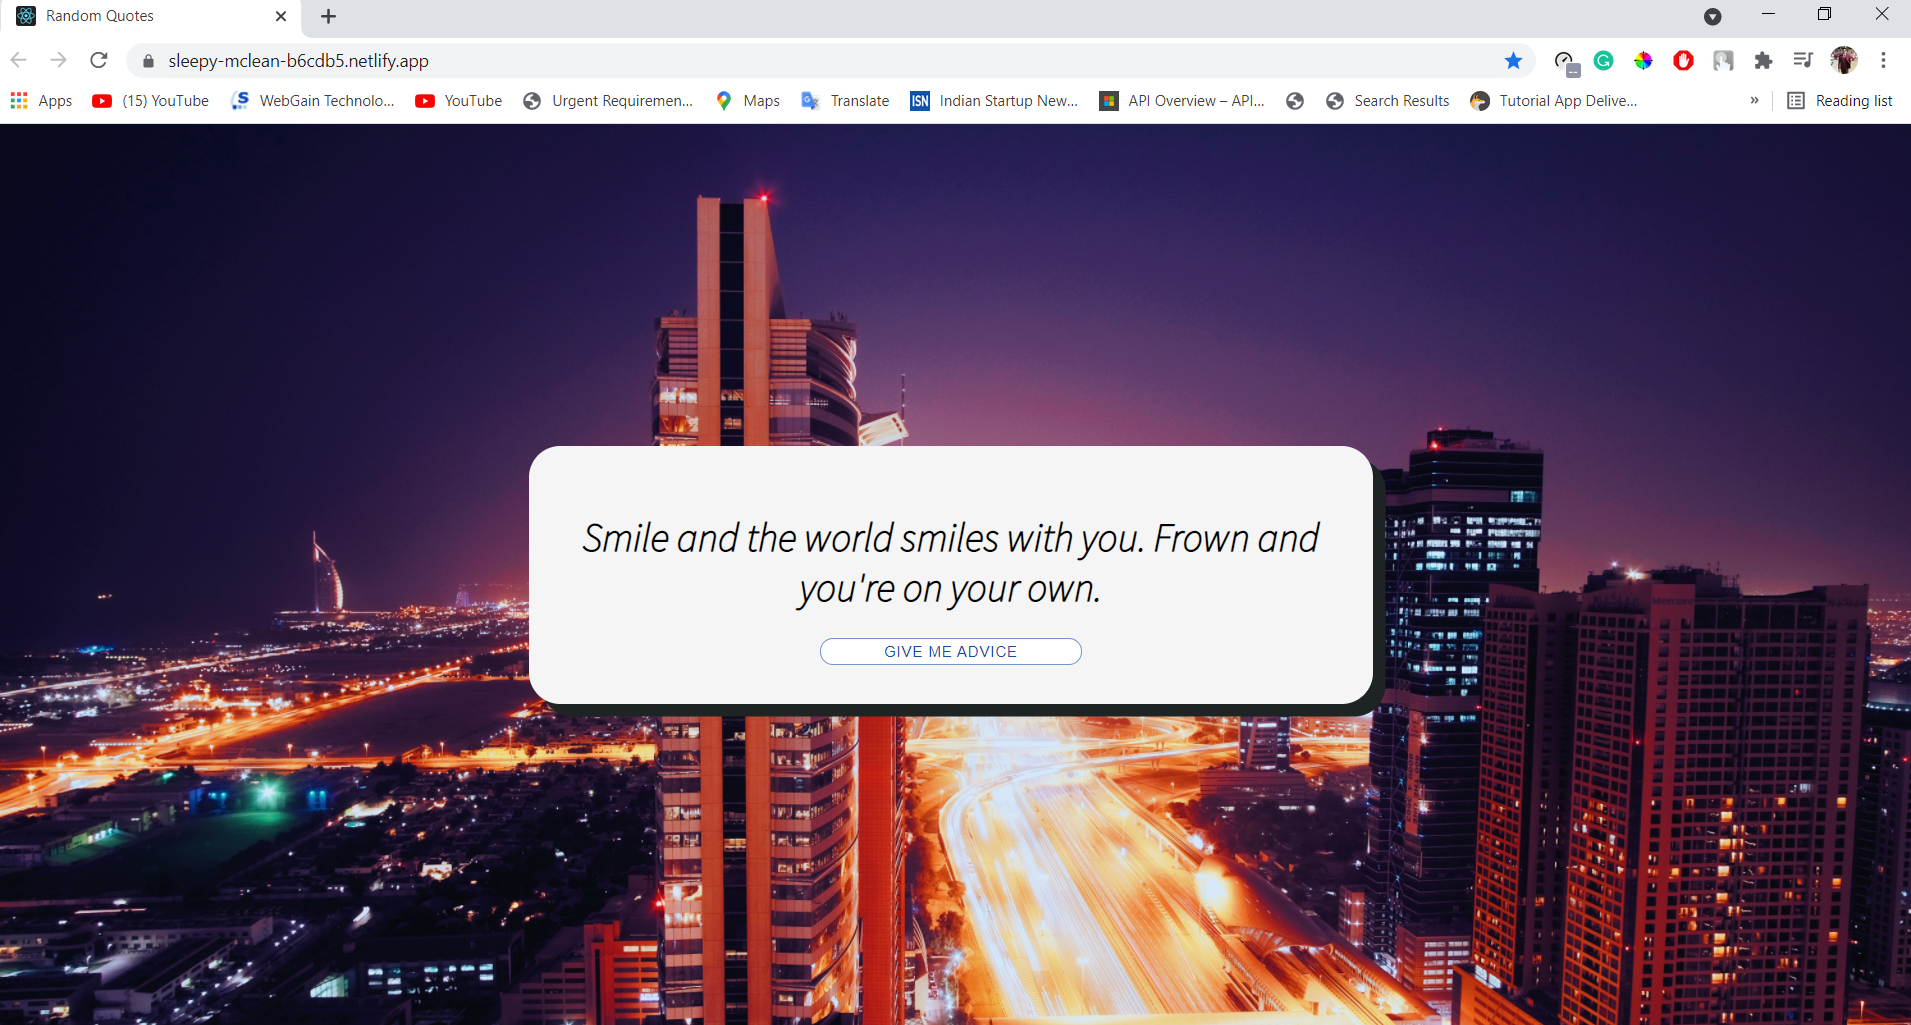 Random Quotes
sleepy-mclean-b6cdb5.netlify.app
Apps
(15) YouTube
WebGain Technolo...
YouTube
Urgent Requiremen...
Maps
Translate
ISN
Indian Startup New...
API Overview – API...
Search Results
Tutorial App Delive...
»
Reading list
Smile and the world smiles with you. Frown and
you're on your own.
GIVE ME ADVICE